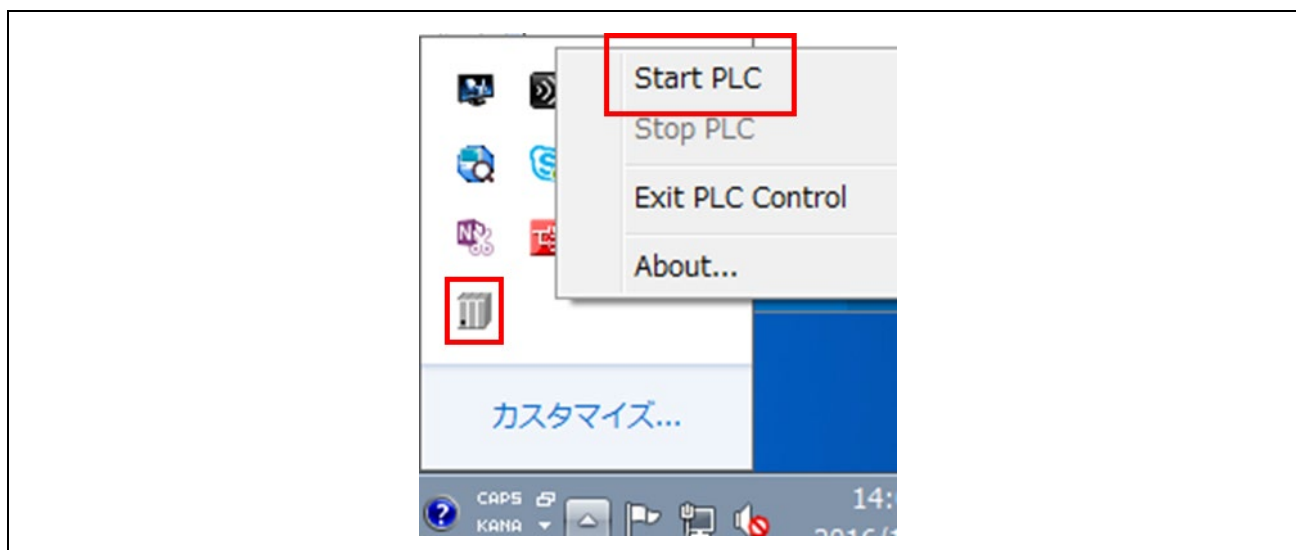 Start PLC
Stop PLC
Exit PLC Control
About...
カスタマイズ...
CAPS
KANA
14: